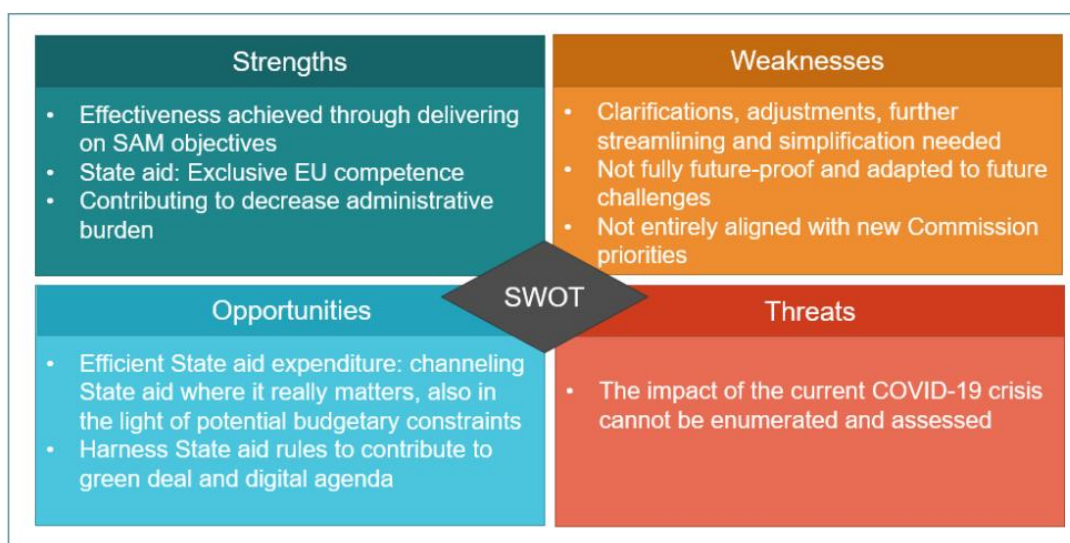 Strengths
• Effectiveness achieved through delivering
on SAM objectives
• State aid: Exclusive EU competence
• Contributing to decrease administrative
burden
Weaknesses
• Clarifications, adjustments, further
streamlining and simplification needed
• Not fully future-proof and adapted to future
challenges
• Not entirely aligned with new Commission
priorities
SWOT
Opportunities
• Efficient State aid expenditure: channeling
State aid where it really matters, also in
the light of potential budgetary constraints
• Harness State aid rules to contribute to
green deal and digital agenda
Threats
• The impact of the current COVID-19 crisis
cannot be enumerated and assessed